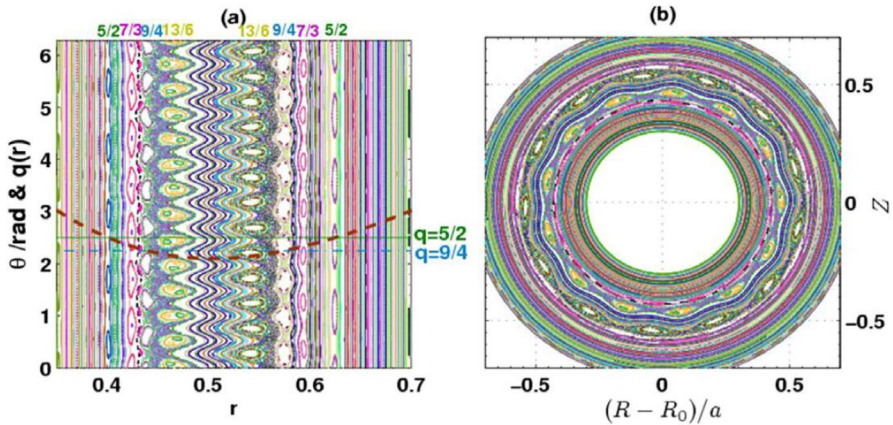 (a)
5/2 7/3 9/4 13/6 13/6 9/4 7/3 5/2
6
5
4
3
2
1
0
θ /rad & q(r)
q=5/2
q=9/4
0.4 0.5 0.6 0.7
r
(b)
0.5
0
-0.5
Z
−0.5 0 0.5
(R − R₀)/a